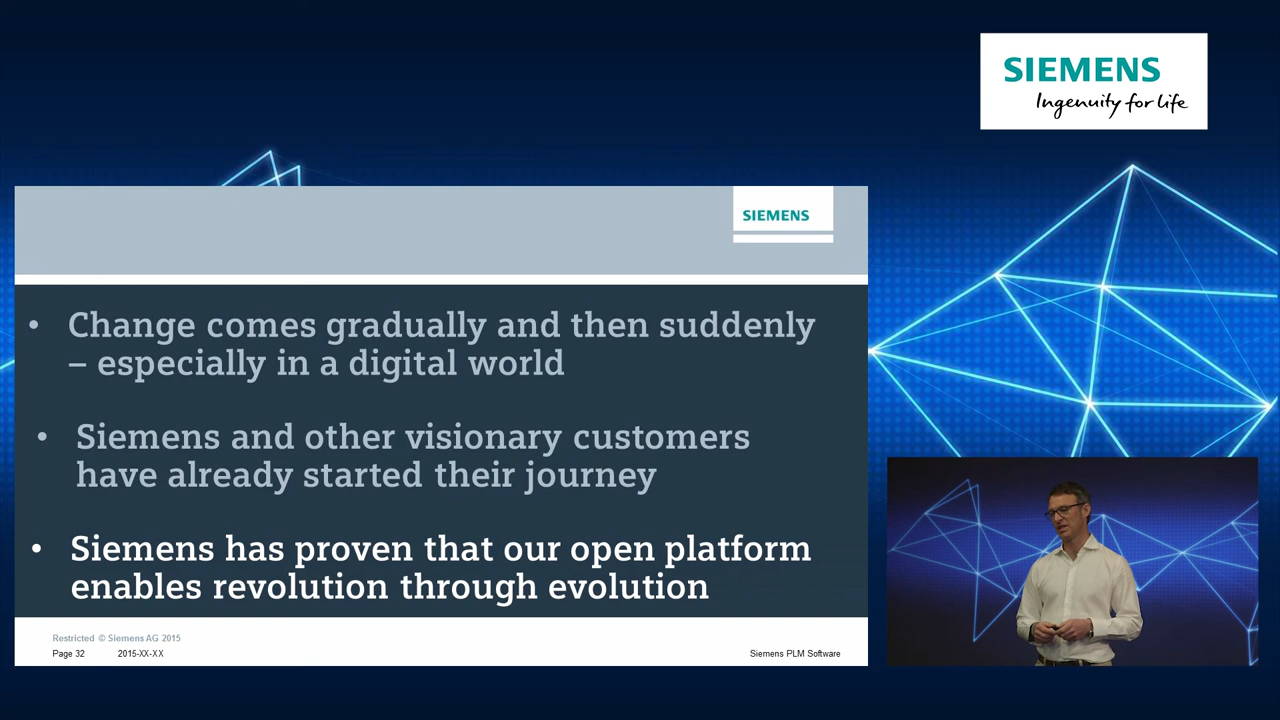 SIEMENS
Ingenuity for life
SIEMENS
• Change comes gradually and then suddenly
– especially in a digital world
• Siemens and other visionary customers
have already started their journey
• Siemens has proven that our open platform
enables revolution through evolution
Restricted © Siemens AG 2015
Page 32 2015-XX-XX
Siemens PLM Software